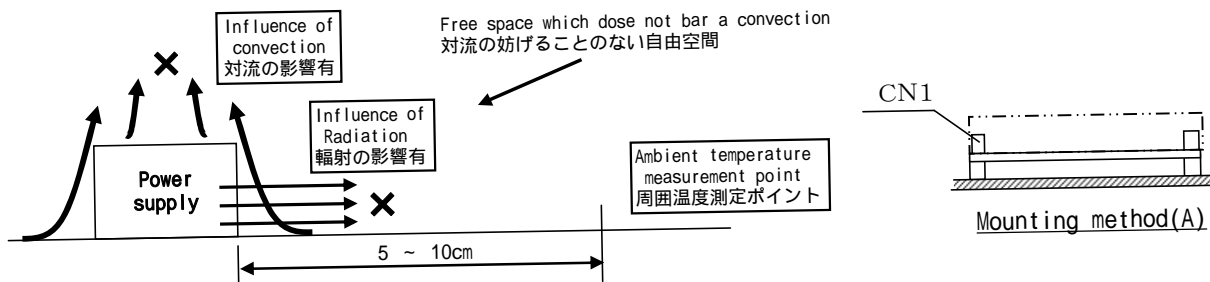 Influence of
convection
対流の影響有
Free space which dose not bar a convection
対流の妨げることのない自由空間
Influence of
Radiation
輻射の影響有
Power
supply
Ambient temperature
measurement point
周囲温度測定ポイント
5 ~ 10cm
CN1
Mounting method(A)